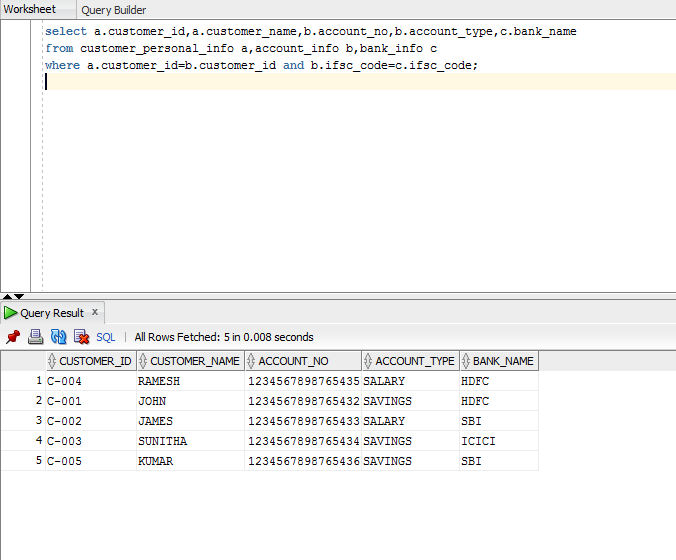 Worksheet Query Builder
select a.customer_id,a.customer_name,b.account_no,b.account_type,c.bank_name
from customer_personal_info a,account_info b,bank_info c
where a.customer_id=b.customer_id and b.ifsc_code=c.ifsc_code;
Query Result x
SQL | All Rows Fetched: 5 in 0.008 seconds
CUSTOMER_ID CUSTOMER_NAME ACCOUNT_NO ACCOUNT_TYPE BANK_NAME
1 C-004 RAMESH 1234567898765435 SALARY HDFC
2 C-001 JOHN 1234567898765432 SAVINGS HDFC
3 C-002 JAMES 1234567898765433 SALARY SBI
4 C-003 SUNITHA 1234567898765434 SAVINGS ICICI
5 C-005 KUMAR 1234567898765436 SAVINGS SBI